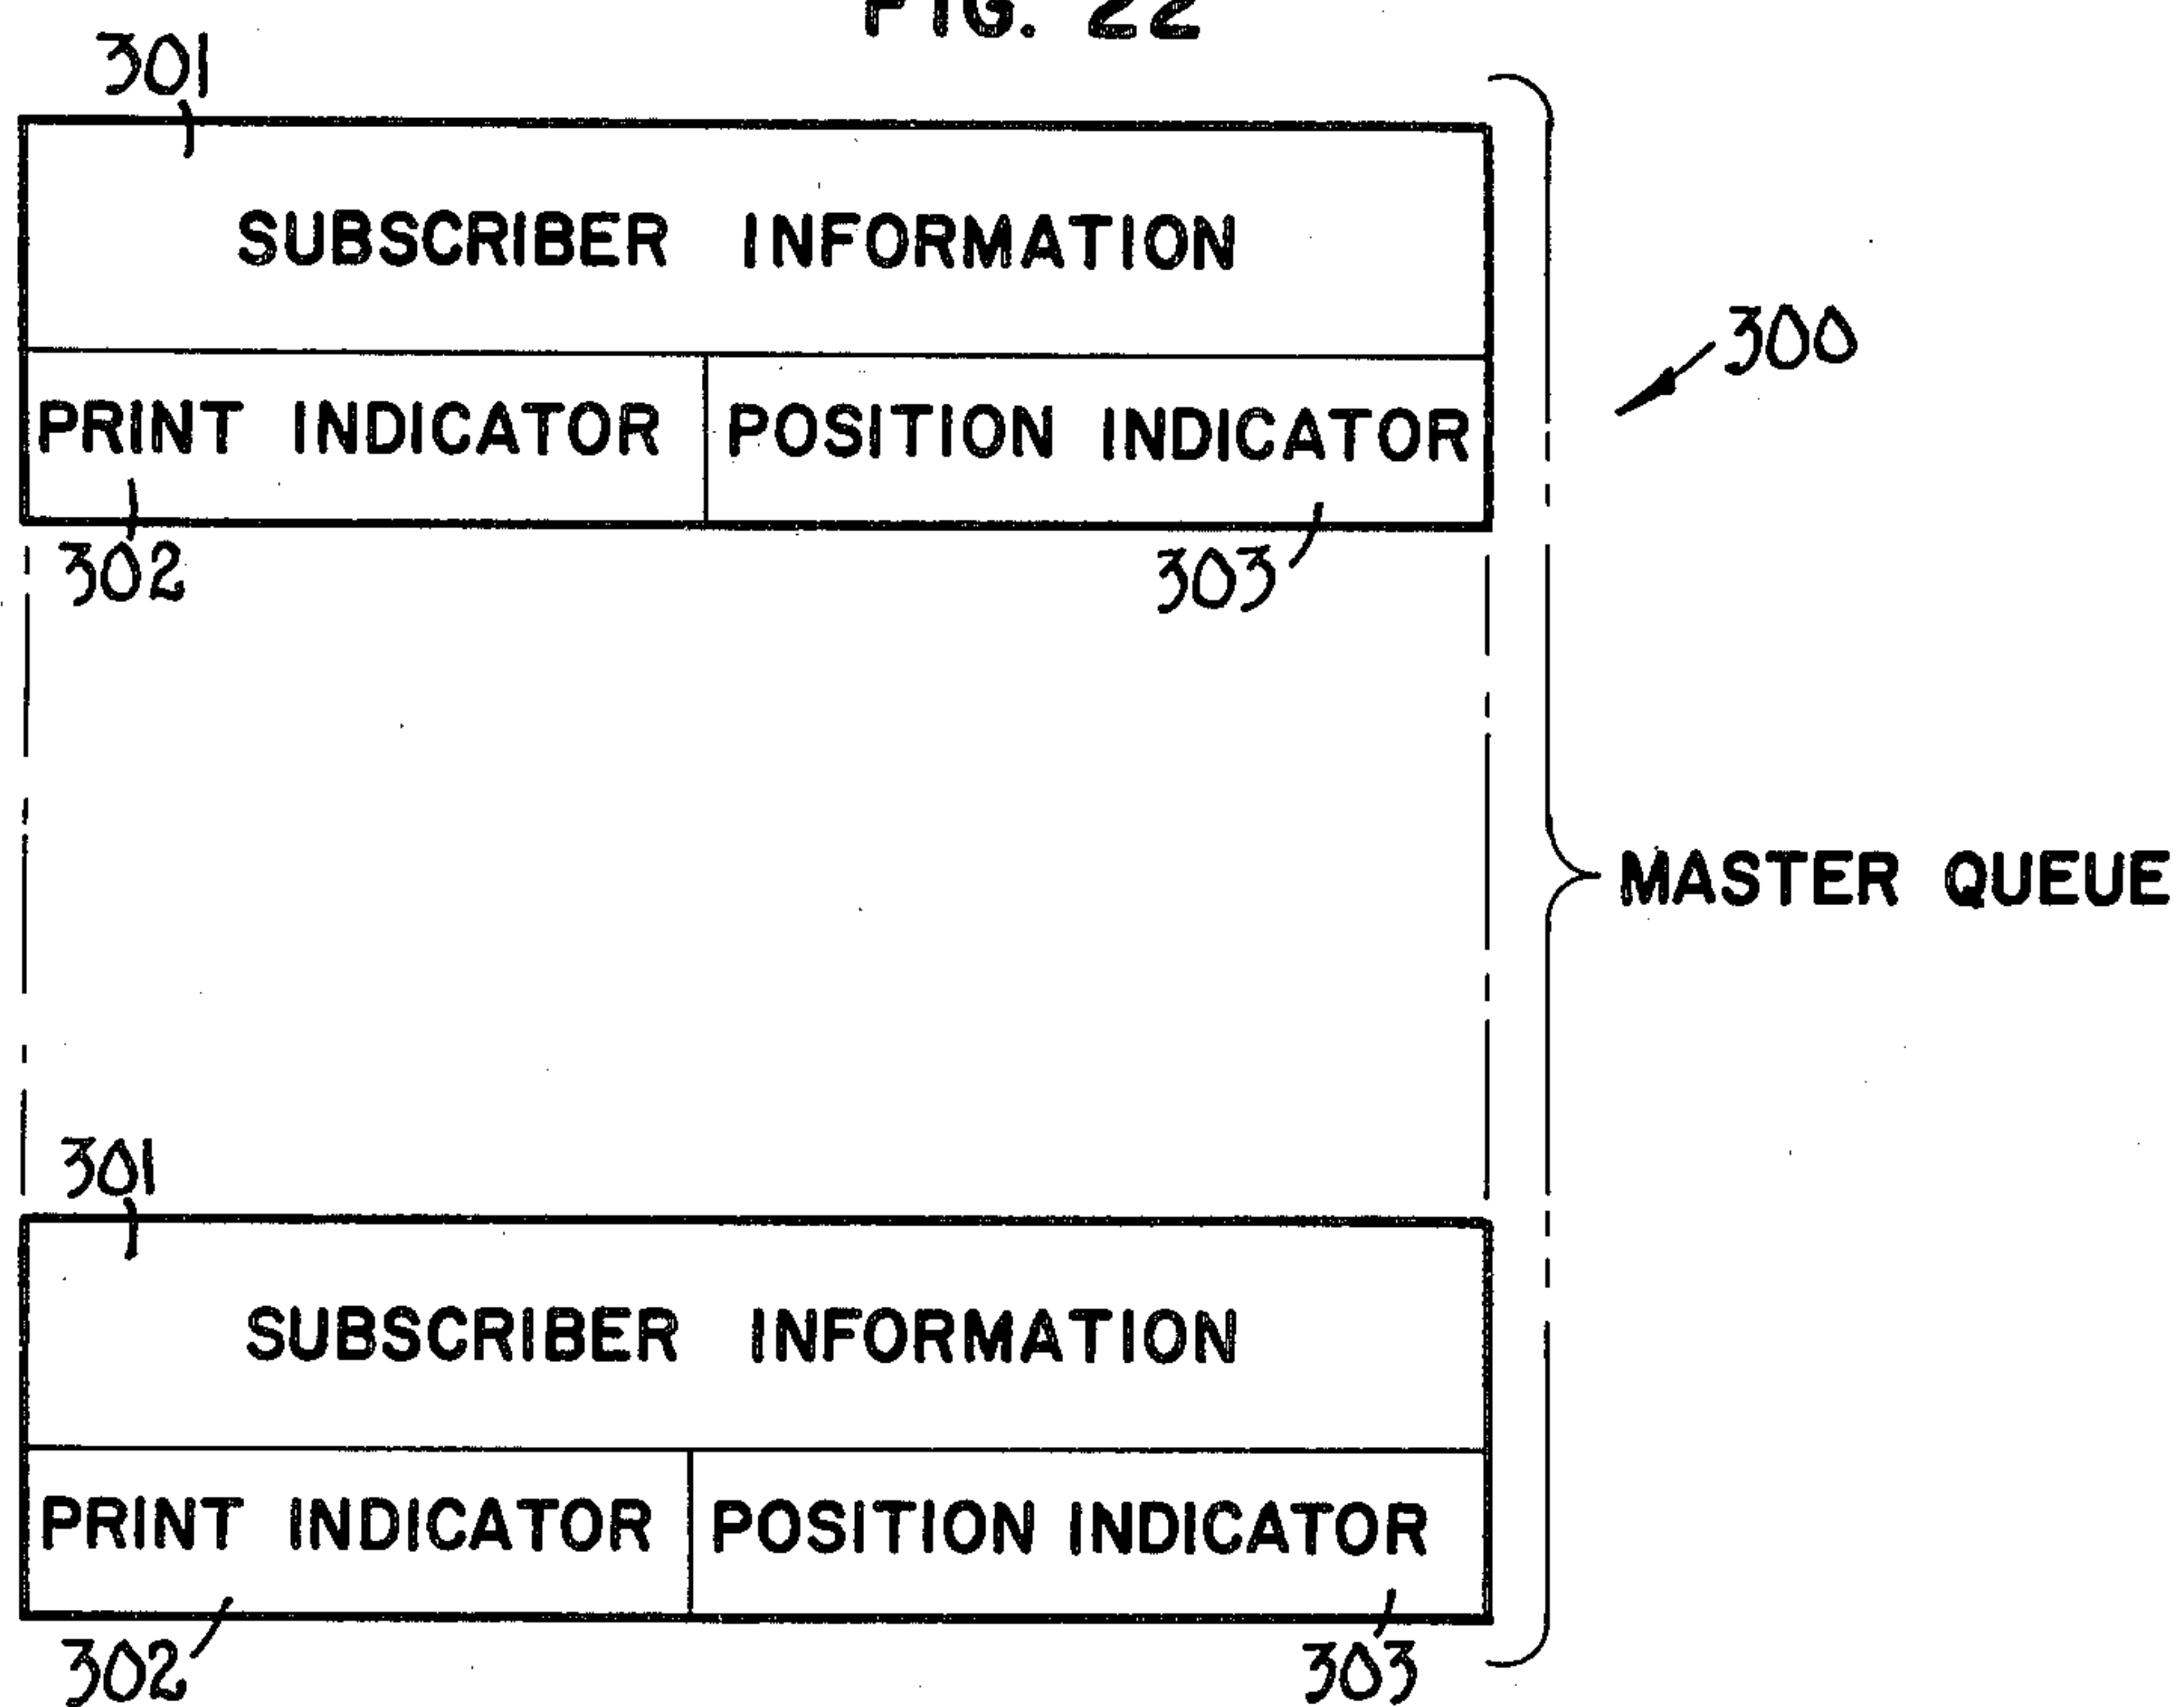 FIG. 22
301
SUBSCRIBER INFORMATION
300
PRINT INDICATOR POSITION INDICATOR
302 303
MASTER QUEUE
301
SUBSCRIBER INFORMATION
PRINT INDICATOR POSITION INDICATOR
302 303